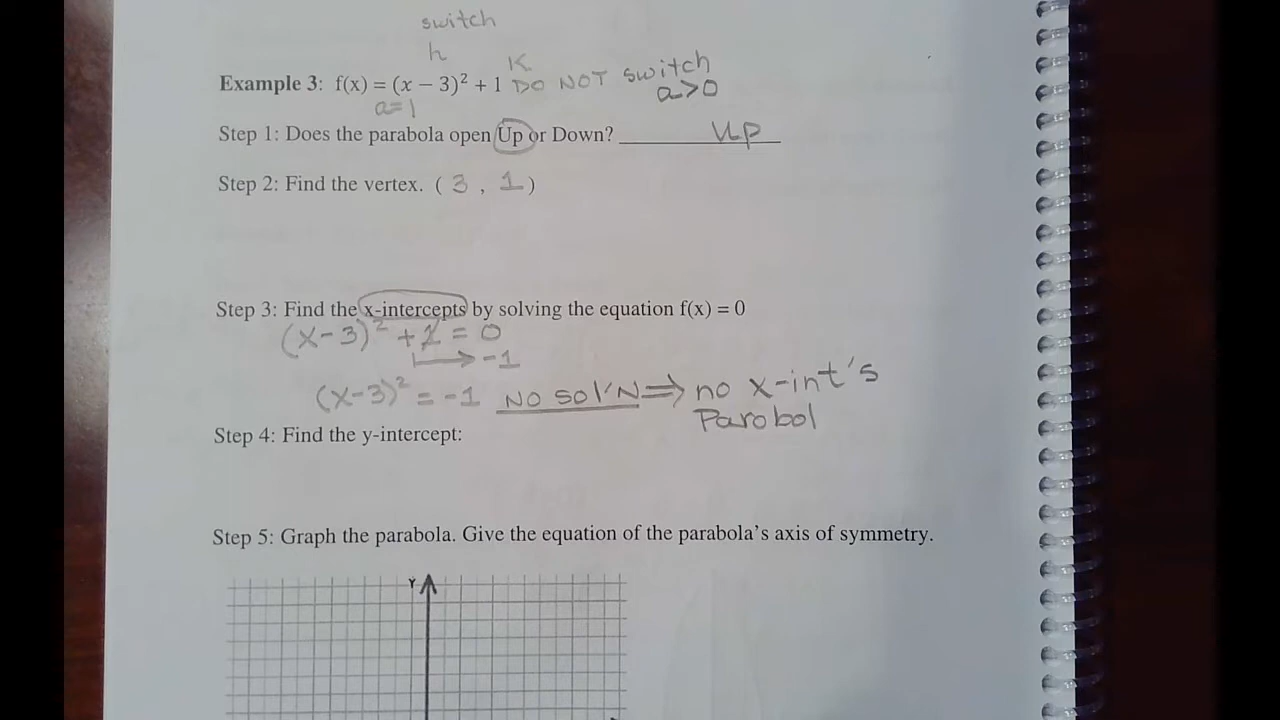 switch
h
K
Example 3: f(x) = (x − 3)² + 1 DO NOT switch
a=1
a>0
Step 1: Does the parabola open Up or Down? up
Step 2: Find the vertex. ( 3 , 1 )
Step 3: Find the x-intercepts by solving the equation f(x) = 0
(x-3)² + 1 = 0
-1
(x-3)² = -1 NO sol'N ⟹ no x-int's
Parobol
Step 4: Find the y-intercept:
Step 5: Graph the parabola. Give the equation of the parabola's axis of symmetry.
Y